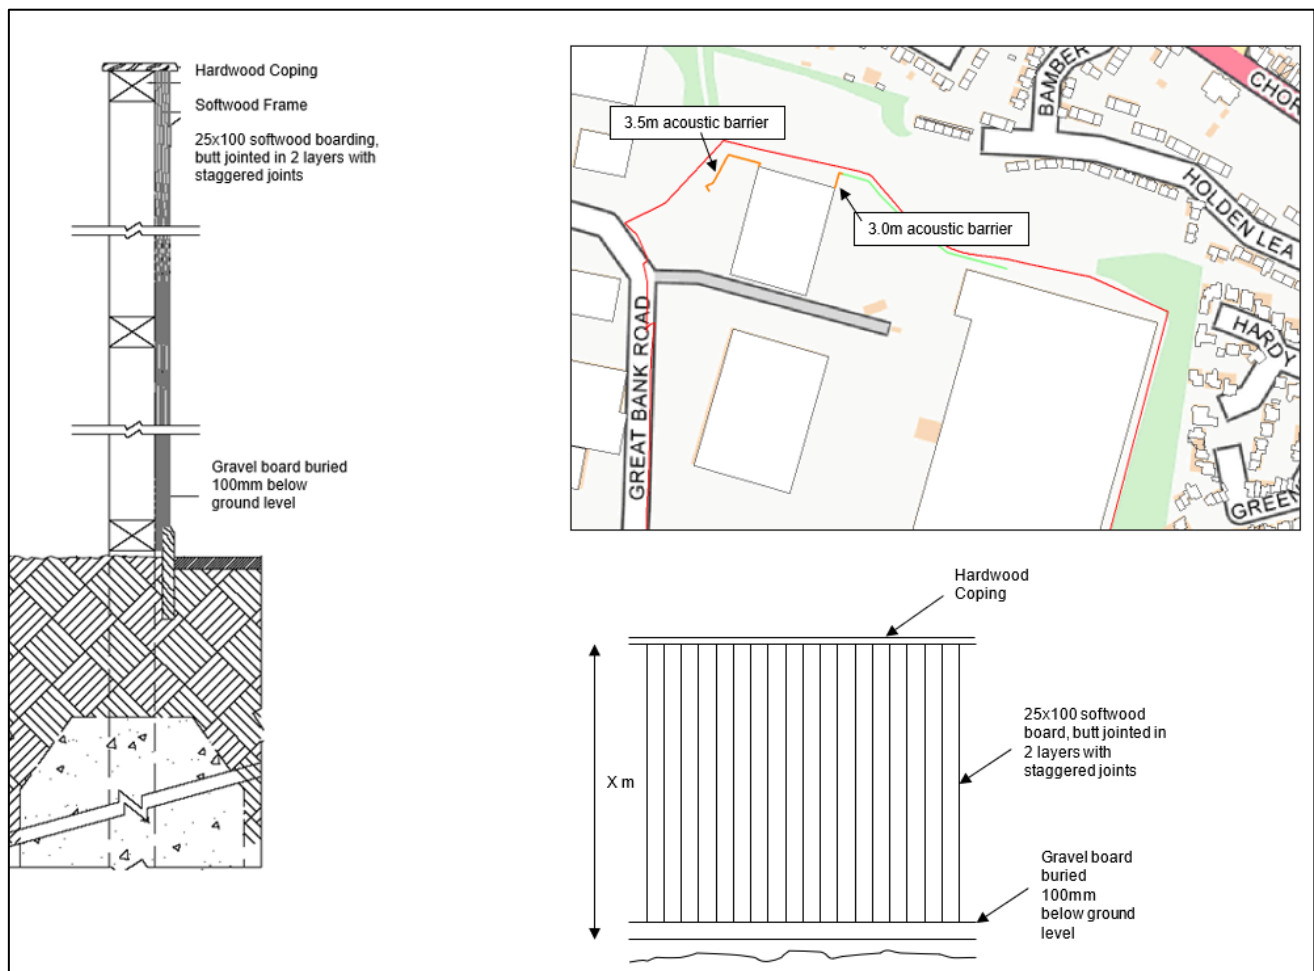 Hardwood Coping
Softwood Frame
25x100 softwood boarding,
butt jointed in 2 layers with
staggered joints
Gravel board buried
100mm below
ground level
3.5m acoustic barrier
3.0m acoustic barrier
BAMBER
CHOR
HOLDEN LEA
HARDY
GREEN
GREAT BANK ROAD
Hardwood
Coping
X m
25x100 softwood
board, butt jointed in
2 layers with
staggered joints
Gravel board
buried
100mm
below ground
level